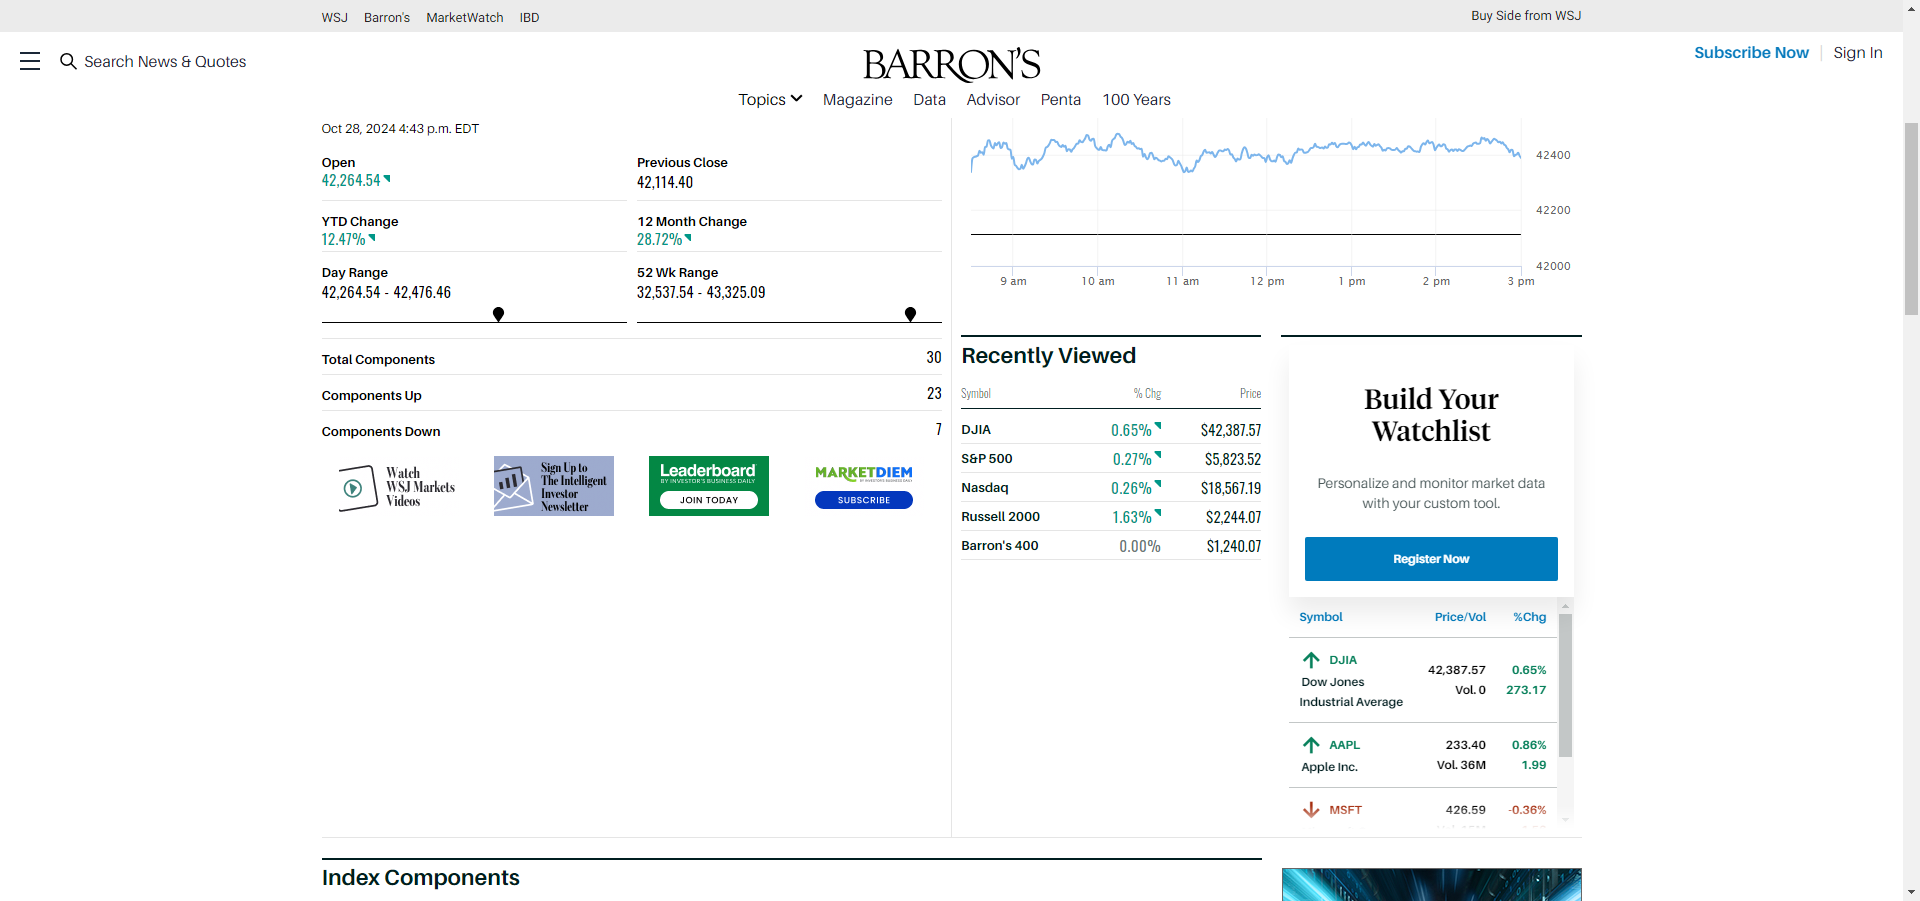 WSJ Barron's MarketWatch IBD
Buy Side from WSJ
Search News & Quotes
BARRON'S
Subscribe Now
Sign In
Topics Magazine Data Advisor Penta 100 Years
Oct 28, 2024 4:43 p.m. EDT
Open
42,264.54
Previous Close
42,114.40
YTD Change
12.47%
12 Month Change
28.72%
Day Range
42,264.54 - 42,476.46
52 Wk Range
32,537.54 - 43,325.09
Total Components 30
Components Up 23
Components Down 7
Watch
WSJ Markets
Videos
Sign Up to
The Intelligent
Investor
Newsletter
Leaderboard
BY INVESTOR'S BUSINESS DAILY
JOIN TODAY
MARKETDIEM
BY INVESTOR'S BUSINESS DAILY
SUBSCRIBE
42400
42200
42000
9 am 10 am 11 am 12 pm 1 pm 2 pm 3 pm
Recently Viewed
Symbol % Chg Price
DJIA 0.65% $42,387.57
S&P 500 0.27% $5,823.52
Nasdaq 0.26% $18,567.19
Russell 2000 1.63% $2,244.07
Barron's 400 0.00% $1,240.07
Build Your
Watchlist
Personalize and monitor market data
with your custom tool.
Register Now
Symbol Price/Vol %Chg
DJIA
Dow Jones
Industrial Average
42,387.57 0.65%
Vol. 0 273.17
AAPL
Apple Inc.
233.40 0.86%
Vol. 36M 1.99
MSFT 426.59 -0.36%
Index Components